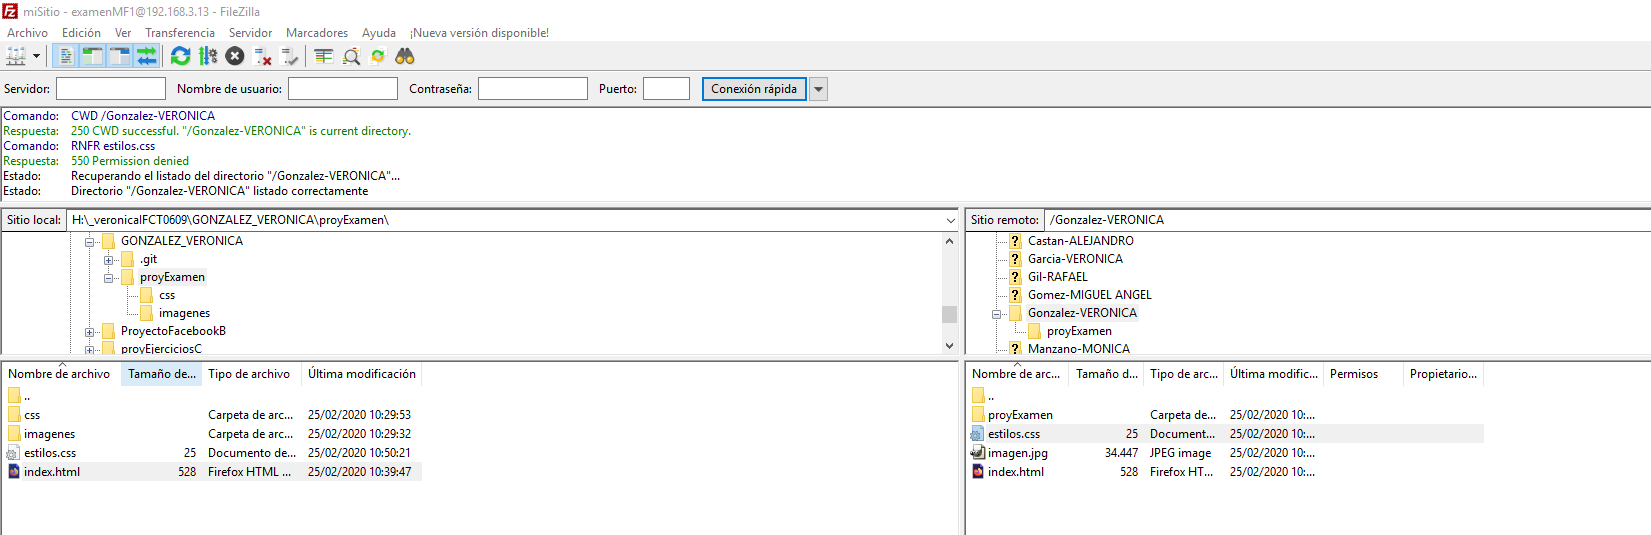 miSitio - examenMF1@192.168.3.13 - FileZilla
Archivo Edición Ver Transferencia Servidor Marcadores Ayuda ¡Nueva versión disponible!
Servidor: Nombre de usuario: Contraseña: Puerto: Conexión rápida
Comando: CWD /Gonzalez-VERONICA
Respuesta: 250 CWD successful. "/Gonzalez-VERONICA" is current directory.
Comando: RNFR estilos.css
Respuesta: 550 Permission denied
Estado: Recuperando el listado del directorio "/Gonzalez-VERONICA"...
Estado: Directorio "/Gonzalez-VERONICA" listado correctamente
Sitio local: H:\_veronicaIFCT0609\GONZALEZ_VERONICA\proyExamen\
GONZALEZ_VERONICA
.git
proyExamen
css
imagenes
ProyectoFacebookB
proyEjerciciosC
Sitio remoto: /Gonzalez-VERONICA
Castan-ALEJANDRO
Garcia-VERONICA
Gil-RAFAEL
Gomez-MIGUEL ANGEL
Gonzalez-VERONICA
proyExamen
Manzano-MONICA
Nombre de archivo Tamaño de... Tipo de archivo Última modificación
..
css Carpeta de arc... 25/02/2020 10:29:53
imagenes Carpeta de arc... 25/02/2020 10:29:32
estilos.css 25 Documento de... 25/02/2020 10:50:21
index.html 528 Firefox HTML ... 25/02/2020 10:39:47
Nombre de arc... Tamaño d... Tipo de arc... Última modific... Permisos Propietario...
..
proyExamen Carpeta de... 25/02/2020 10:...
estilos.css 25 Document... 25/02/2020 10:...
imagen.jpg 34.447 JPEG image 25/02/2020 10:...
index.html 528 Firefox HT... 25/02/2020 10:...